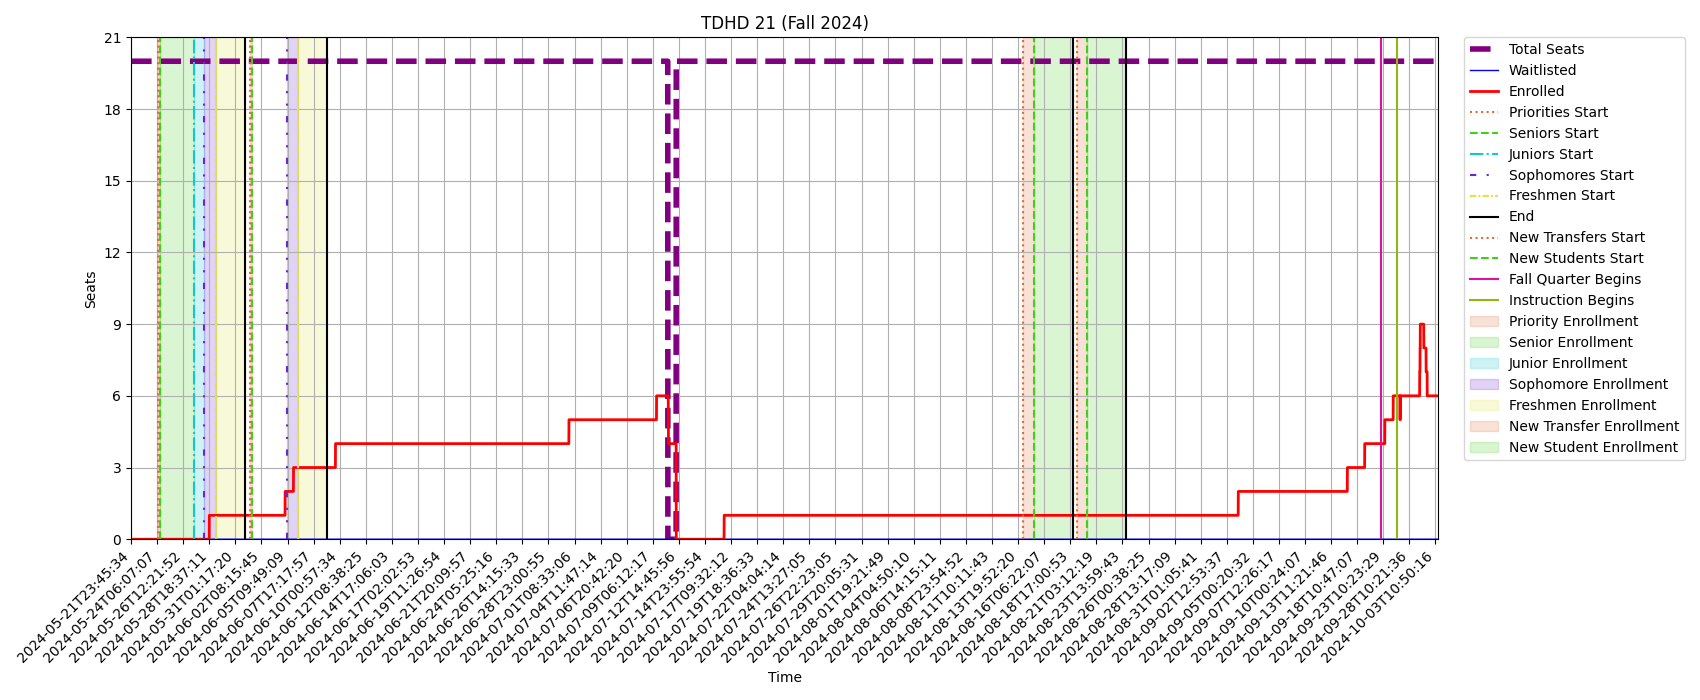 TDHD 21 (Fall 2024)
21
18
15
12
9
6
3
0
Seats
2024-05-21T23:45:34
2024-05-24T06:07:07
2024-05-26T12:21:52
2024-05-28T18:37:11
2024-05-31T01:17:20
2024-06-02T08:15:45
2024-06-05T09:49:09
2024-06-07T17:17:57
2024-06-10T00:57:34
2024-06-12T08:38:25
2024-06-14T17:06:03
2024-06-17T02:02:53
2024-06-19T11:26:54
2024-06-21T20:09:57
2024-06-24T05:25:16
2024-06-26T14:15:33
2024-06-28T23:00:55
2024-07-01T08:33:06
2024-07-04T11:47:14
2024-07-06T20:42:20
2024-07-09T06:12:17
2024-07-12T14:45:56
2024-07-14T23:55:54
2024-07-17T09:32:12
2024-07-19T18:36:33
2024-07-22T04:04:14
2024-07-24T13:27:05
2024-07-26T22:23:05
2024-07-29T20:05:31
2024-08-01T19:21:49
2024-08-04T04:50:10
2024-08-06T14:15:11
2024-08-08T23:54:52
2024-08-11T10:11:43
2024-08-13T19:52:20
2024-08-16T06:22:07
2024-08-18T17:00:53
2024-08-21T03:12:19
2024-08-23T13:59:43
2024-08-26T00:38:25
2024-08-28T13:17:09
2024-08-31T01:05:41
2024-09-02T12:53:37
2024-09-05T00:20:32
2024-09-07T12:26:17
2024-09-10T00:24:07
2024-09-13T11:21:46
2024-09-18T10:47:07
2024-09-23T10:23:29
2024-09-28T10:21:36
2024-10-03T10:50:16
Time
Total Seats
Waitlisted
Enrolled
Priorities Start
Seniors Start
Juniors Start
Sophomores Start
Freshmen Start
End
New Transfers Start
New Students Start
Fall Quarter Begins
Instruction Begins
Priority Enrollment
Senior Enrollment
Junior Enrollment
Sophomore Enrollment
Freshmen Enrollment
New Transfer Enrollment
New Student Enrollment